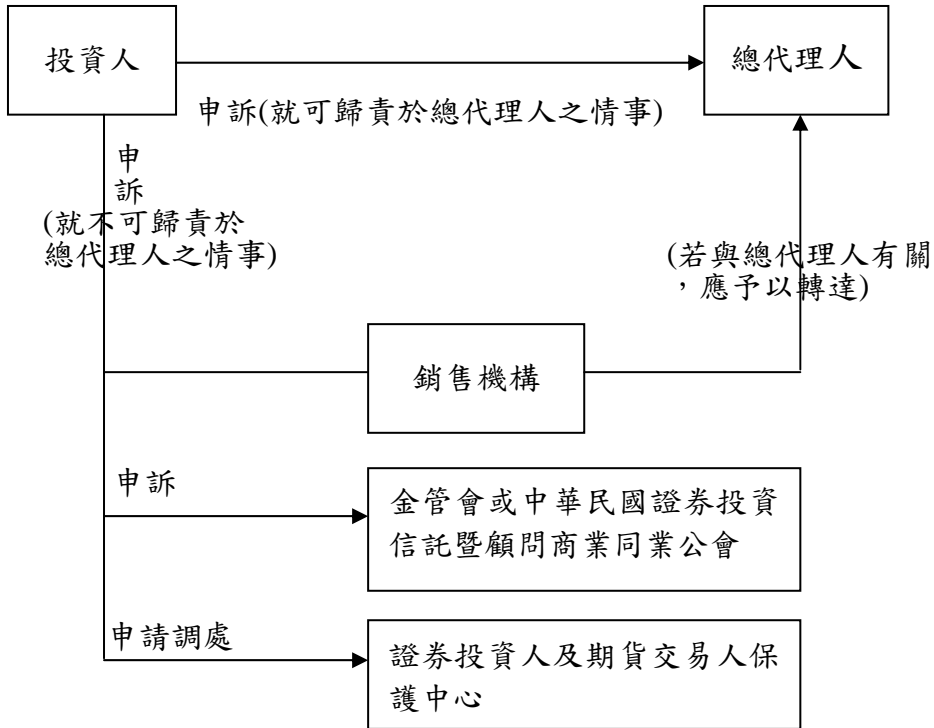 投資人
總代理人
申訴(就可歸責於總代理人之情事)
申
訴
(就不可歸責於
總代理人之情事)
(若與總代理人有關
,應予以轉達)
銷售機構
申訴
金管會或中華民國證券投資
信託暨顧問商業同業公會
申請調處
證券投資人及期貨交易人保
護中心